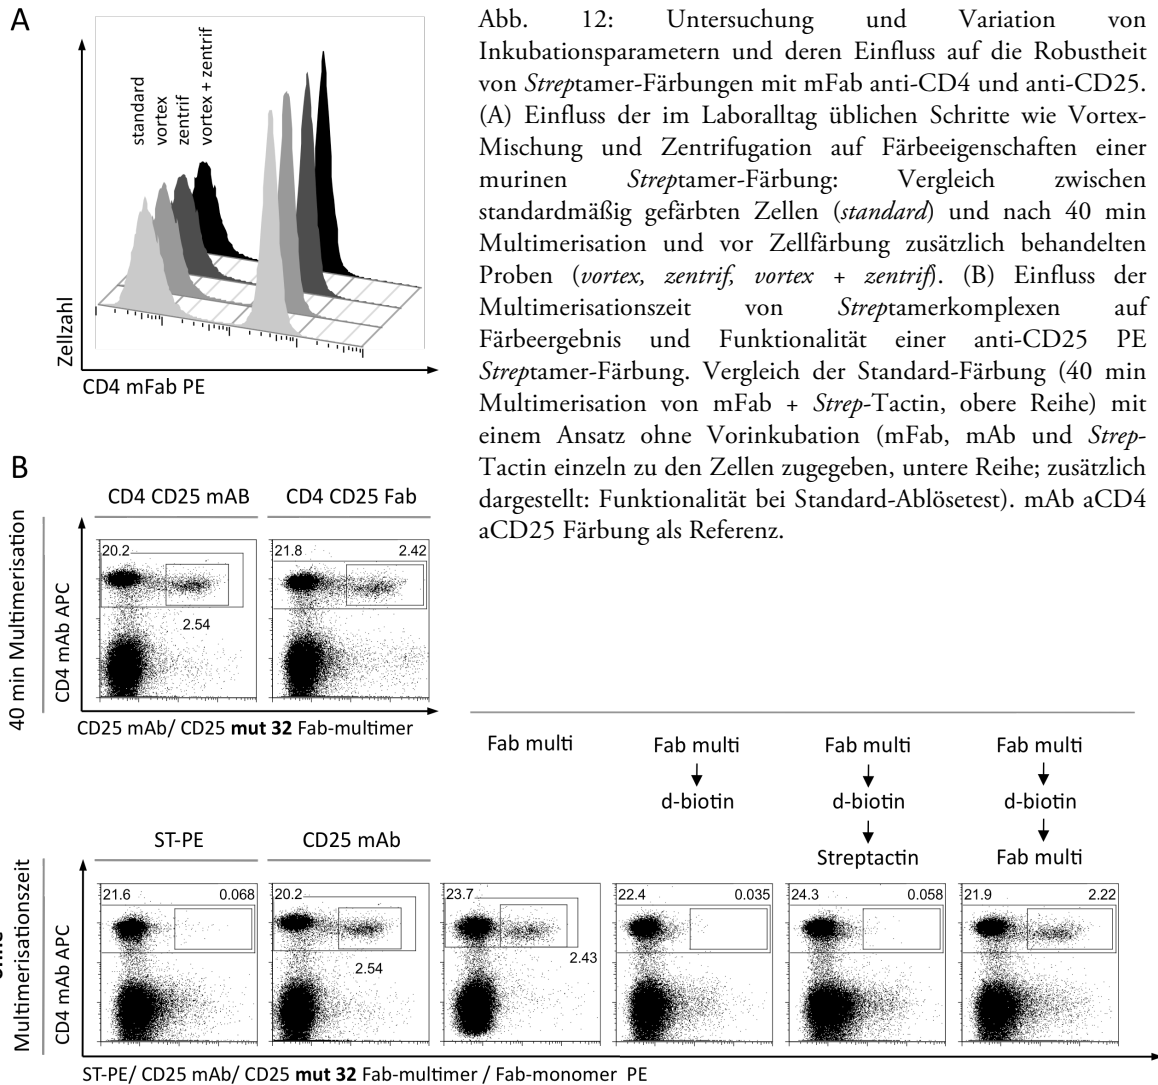 A
standard
vortex
zentrif
vortex + zentrif
Zellzahl
CD4 mFab PE
Abb. 12: Untersuchung und Variation von
Inkubationsparametern und deren Einfluss auf die Robustheit
von Streptamer-Färbungen mit mFab anti-CD4 und anti-CD25.
(A) Einfluss der im Laboralltag üblichen Schritte wie Vortex-
Mischung und Zentrifugation auf Färbeeigenschaften einer
murinen Streptamer-Färbung: Vergleich zwischen
standardmäßig gefärbten Zellen (standard) und nach 40 min
Multimerisation und vor Zellfärbung zusätzlich behandelten
Proben (vortex, zentrif, vortex + zentrif). (B) Einfluss der
Multimerisationszeit von Streptamerkomplexen auf
Färbeergebnis und Funktionalität einer anti-CD25 PE
Streptamer-Färbung. Vergleich der Standard-Färbung (40 min
Multimerisation von mFab + Strep-Tactin, obere Reihe) mit
einem Ansatz ohne Vorinkubation (mFab, mAb und Strep-
Tactin einzeln zu den Zellen zugegeben, untere Reihe; zusätzlich
dargestellt: Funktionalität bei Standard-Ablösetest). mAb aCD4
aCD25 Färbung als Referenz.
B
CD4 CD25 mAB
CD4 CD25 Fab
40 min Multimerisation
CD4 mAb APC
20.2
2.54
21.8 2.42
CD25 mAb/ CD25 mut 32 Fab-multimer
Fab multi
Fab multi
d-biotin
Fab multi
d-biotin
Streptactin
Fab multi
d-biotin
Fab multi
ST-PE
CD25 mAb
Multimerisationszeit
CD4 mAb APC
21.6 0.068
20.2
2.54
23.7
2.43
22.4 0.035
24.3 0.058
21.9 2.22
ST-PE/ CD25 mAb/ CD25 mut 32 Fab-multimer / Fab-monomer PE